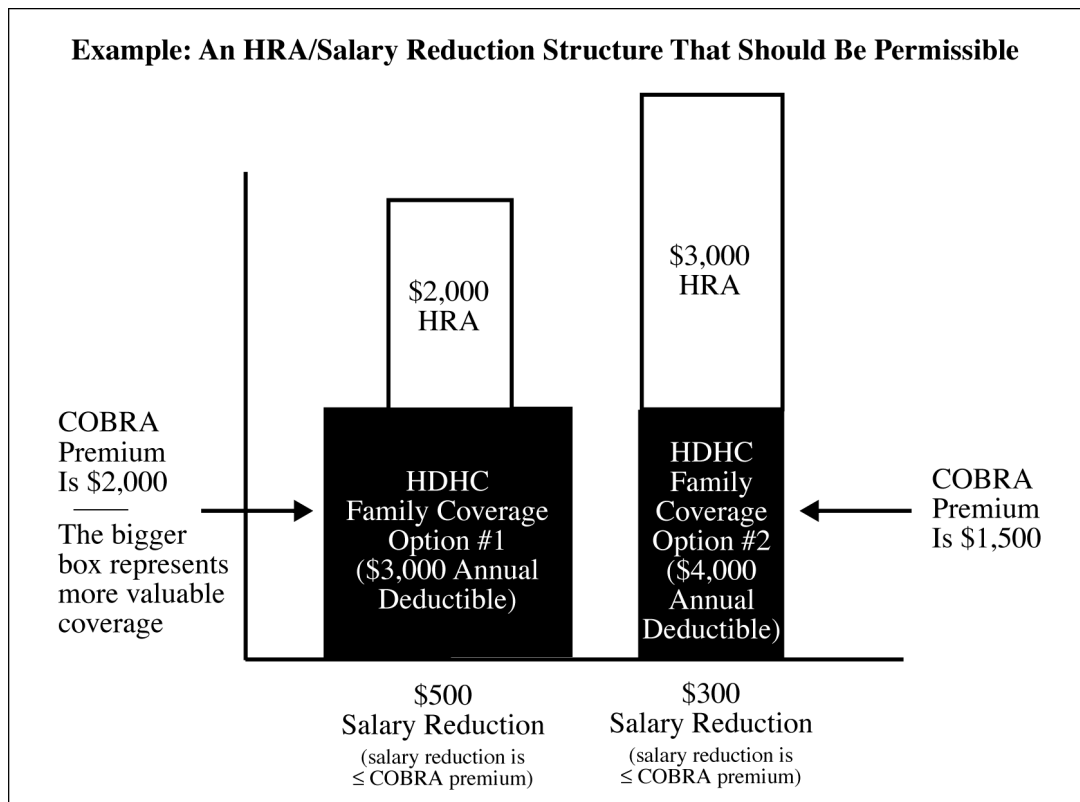 Example: An HRA/Salary Reduction Structure That Should Be Permissible
$2,000
HRA
$3,000
HRA
COBRA
Premium
Is $2,000
The bigger
box represents
more valuable
coverage
HDHC
Family Coverage
Option #1
($3,000 Annual
Deductible)
HDHC
Family
Coverage
Option #2
($4,000
Annual
Deductible)
COBRA
Premium
Is $1,500
$500
Salary Reduction
(salary reduction is
≤ COBRA premium)
$300
Salary Reduction
(salary reduction is
≤ COBRA premium)